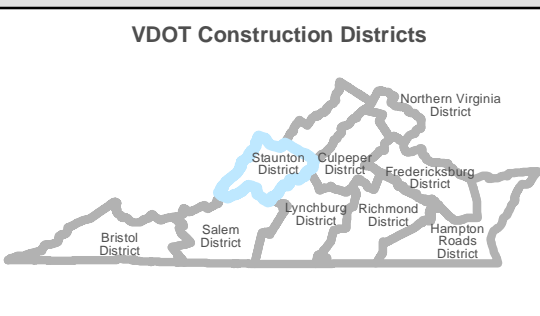 VDOT Construction Districts
Northern Virginia
District
Staunton
District
Culpeper
District
Fredericksburg
District
Lynchburg
District
Richmond
District
Hampton
Roads
District
Salem
District
Bristol
District